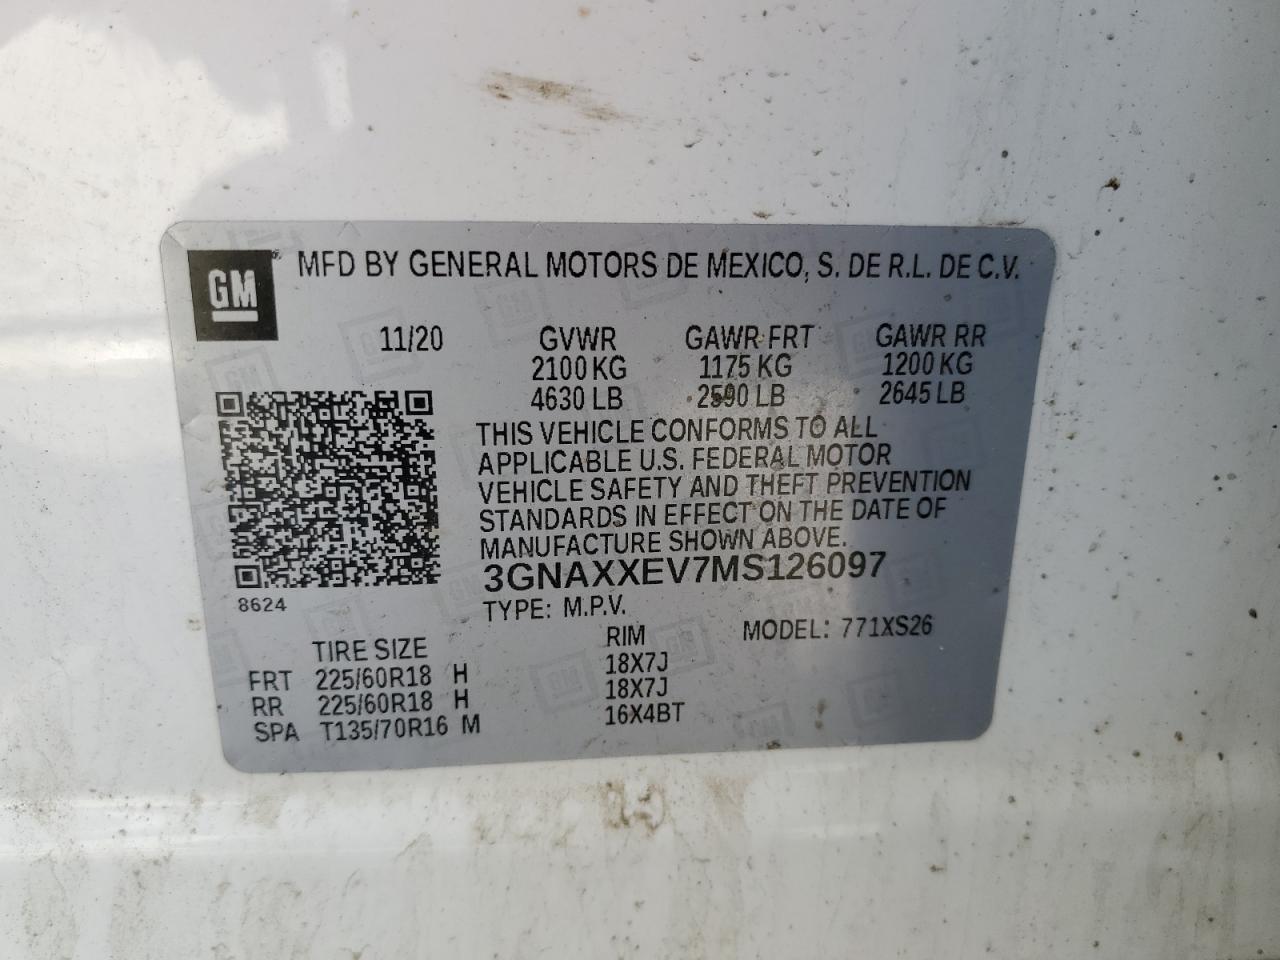 GM
MFD BY GENERAL MOTORS DE MEXICO, S. DE R.L. DE C.V.
11/20 GVWR GAWR FRT GAWR RR
2100 KG 1175 KG 1200 KG
4630 LB 2590 LB 2645 LB
THIS VEHICLE CONFORMS TO ALL
APPLICABLE U.S. FEDERAL MOTOR
VEHICLE SAFETY AND THEFT PREVENTION
STANDARDS IN EFFECT ON THE DATE OF
MANUFACTURE SHOWN ABOVE.
3GNAXXEV7MS126097
8624
TYPE: M.P.V.
TIRE SIZE RIM MODEL: 771XS26
FRT 225/60R18 H 18X7J
RR 225/60R18 H 18X7J
SPA T135/70R16 M 16X4BT